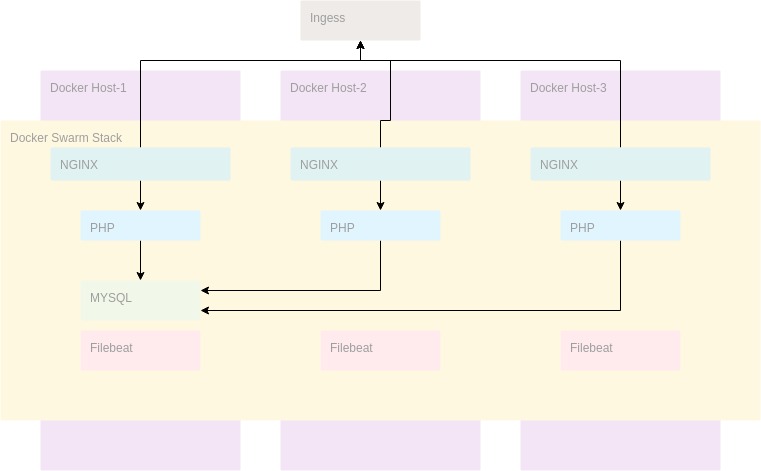 Ingess
Docker Host-1
Docker Host-2
Docker Host-3
Docker Swarm Stack
NGINX
NGINX
NGINX
PHP
PHP
PHP
MYSQL
Filebeat
Filebeat
Filebeat